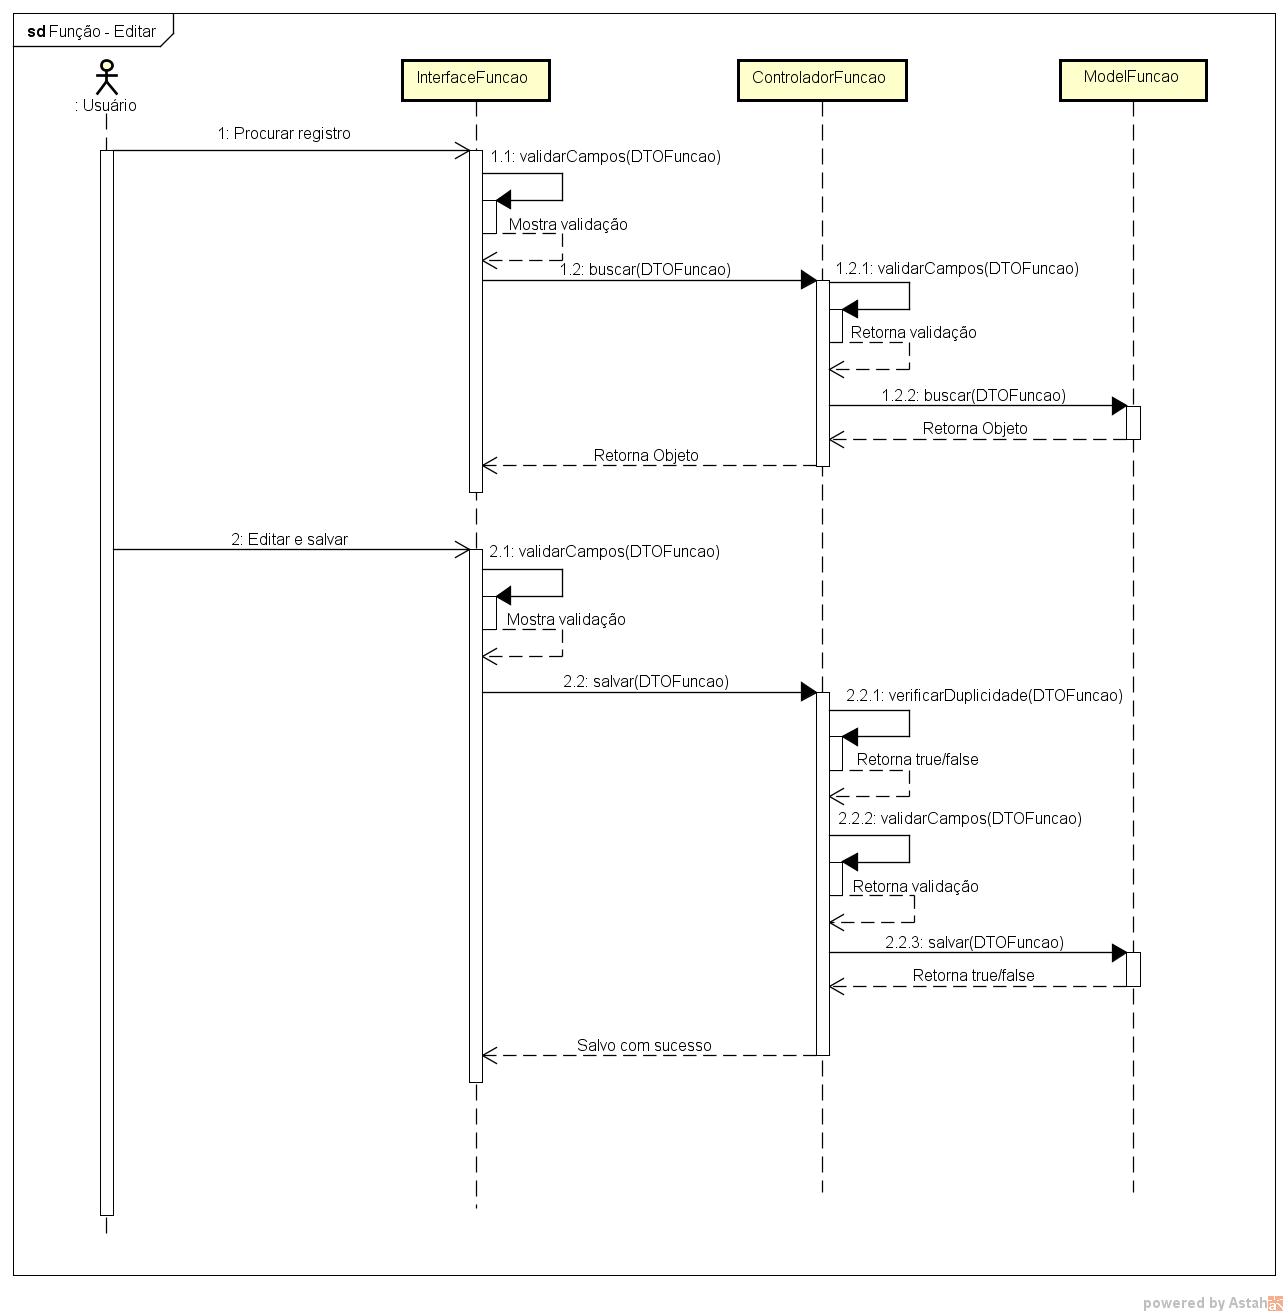 sd Função - Editar
: Usuário
InterfaceFuncao
ControladorFuncao
ModelFuncao
1: Procurar registro
1.1: validarCampos(DTOFuncao)
Mostra validação
1.2: buscar(DTOFuncao)
1.2.1: validarCampos(DTOFuncao)
Retorna validação
1.2.2: buscar(DTOFuncao)
Retorna Objeto
Retorna Objeto
2: Editar e salvar
2.1: validarCampos(DTOFuncao)
Mostra validação
2.2: salvar(DTOFuncao)
2.2.1: verificarDuplicidade(DTOFuncao)
Retorna true/false
2.2.2: validarCampos(DTOFuncao)
Retorna validação
2.2.3: salvar(DTOFuncao)
Retorna true/false
Salvo com sucesso
powered by Astah